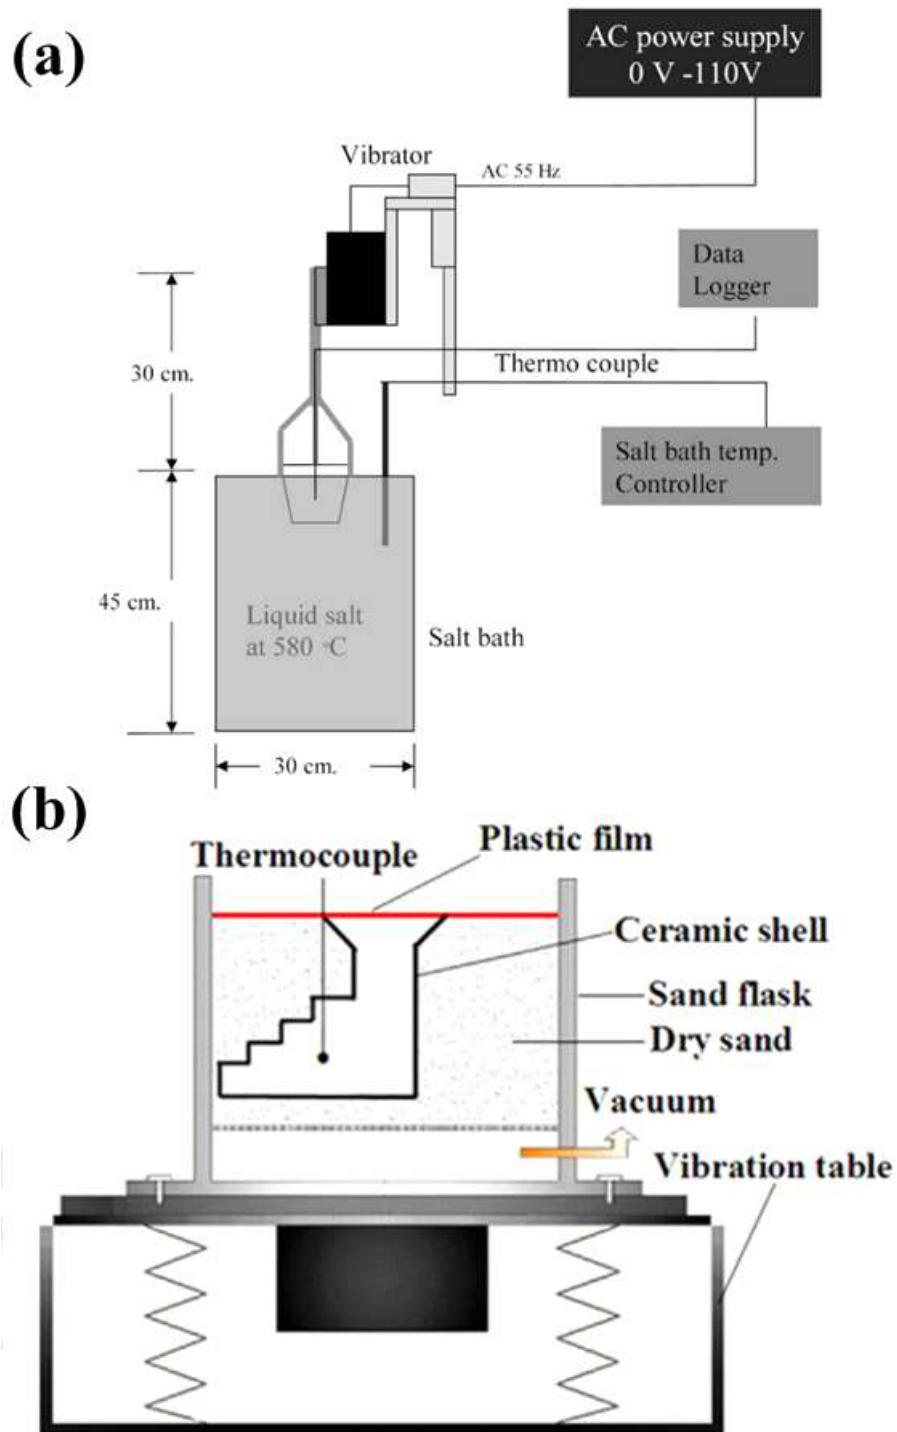 (a)
AC power supply
0 V -110V
Vibrator
AC 55 Hz
Data
Logger
30 cm.
Thermo couple
Salt bath temp.
Controller
45 cm.
Liquid salt
at 580 °C
Salt bath
30 cm.
(b)
Thermocouple
Plastic film
Ceramic shell
Sand flask
Dry sand
Vacuum
Vibration table